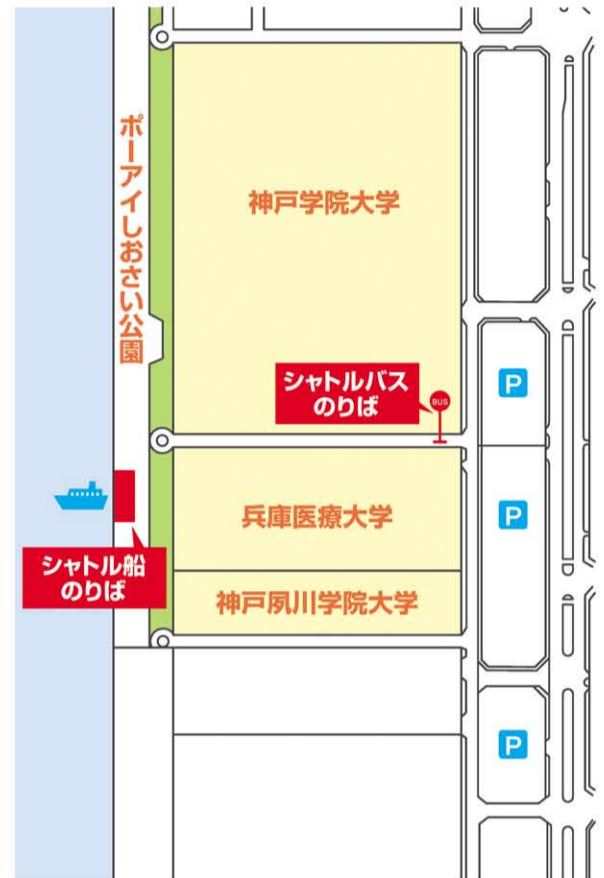 ポーアイしおさい公園
神戸学院大学
シャトルバス
のりば
BUS
P
兵庫医療大学
P
シャトル船
のりば
神戸夙川学院大学
P